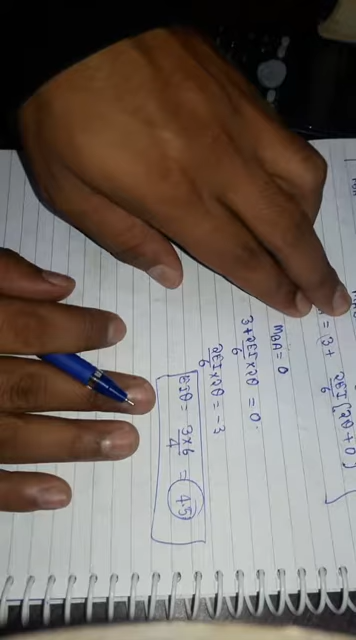 = (3 + 2EI/6 [2θ + 0]
MBA = 0
3 + 2EI/6 × 2θ = 0.
2EI/6 × 2θ = -3
EIθ = 3×6/4 = 4.5